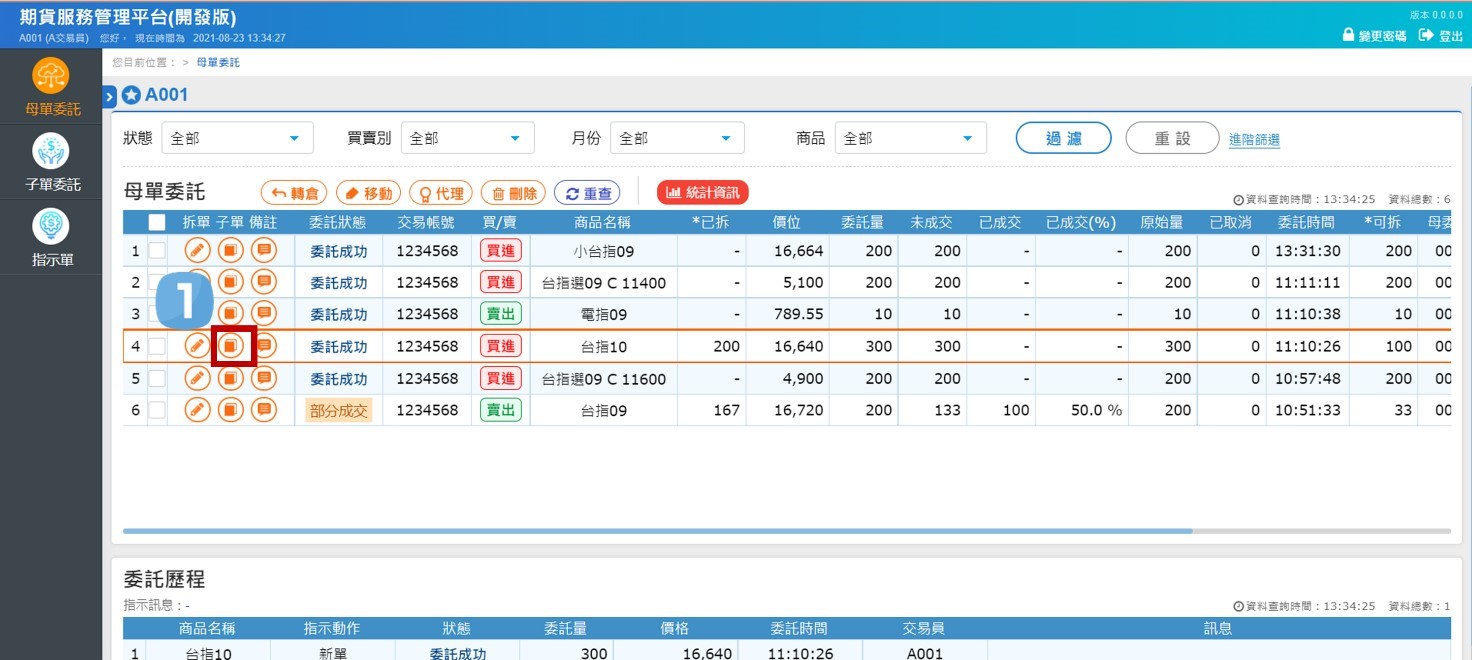 期貨服務管理平台(開發版)
版本 0.0.0.0
A001 (A交易員) 您好， 現在時間為 2021-08-23 13:34:27
變更密碼 登出
母單委託
子單委託
指示單
您目前位置： > 母單委託
A001
狀態 全部 買賣別 全部 月份 全部 商品 全部 過濾 重設 進階篩選
母單委託 轉倉 移動 代理 刪除 重查 統計資訊
資料查詢時間：13:34:25 資料總數：6
拆單 子單 備註 委託狀態 交易帳號 買/賣 商品名稱 *已拆 價位 委託量 未成交 已成交 已成交(%) 原始量 已取消 委託時間 *可拆 母委
1 委託成功 1234568 買進 小台指09 - 16,664 200 200 - - 200 0 13:31:30 200 00
2 委託成功 1234568 買進 台指選09 C 11400 - 5,100 200 200 - - 200 0 11:11:11 200 00
1
3 委託成功 1234568 賣出 電指09 - 789.55 10 10 - - 10 0 11:10:38 10 00
4 委託成功 1234568 買進 台指10 200 16,640 300 300 - - 300 0 11:10:26 100 00
5 委託成功 1234568 買進 台指選09 C 11600 - 4,900 200 200 - - 200 0 10:57:48 200 00
6 部分成交 1234568 賣出 台指09 167 16,720 200 133 100 50.0 % 200 0 10:51:33 33 00
委託歷程
指示訊息：-
資料查詢時間：13:34:25 資料總數：1
商品名稱 指示動作 狀態 委託量 價格 委託時間 交易員 訊息
1 台指10 新單 委託成功 300 16,640 11:10:26 A001